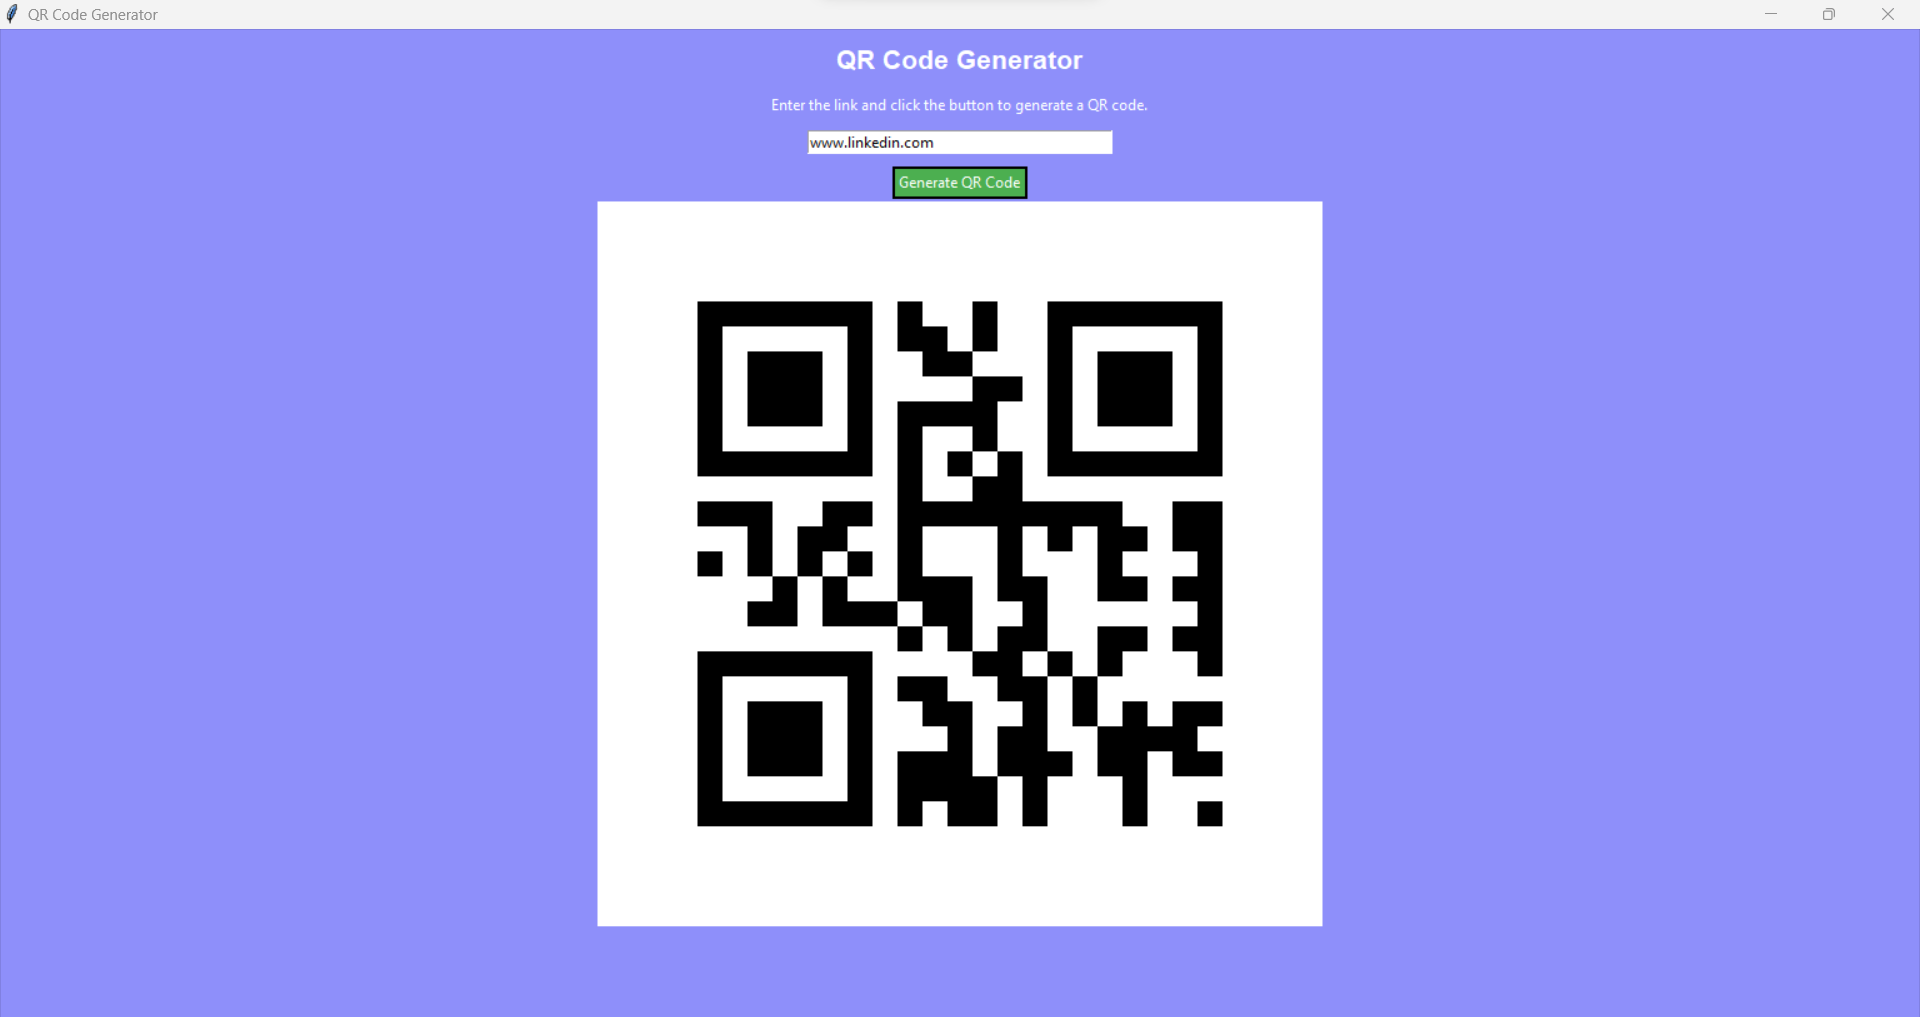 QR Code Generator
QR Code Generator
Enter the link and click the button to generate a QR code.
www.linkedin.com
Generate QR Code